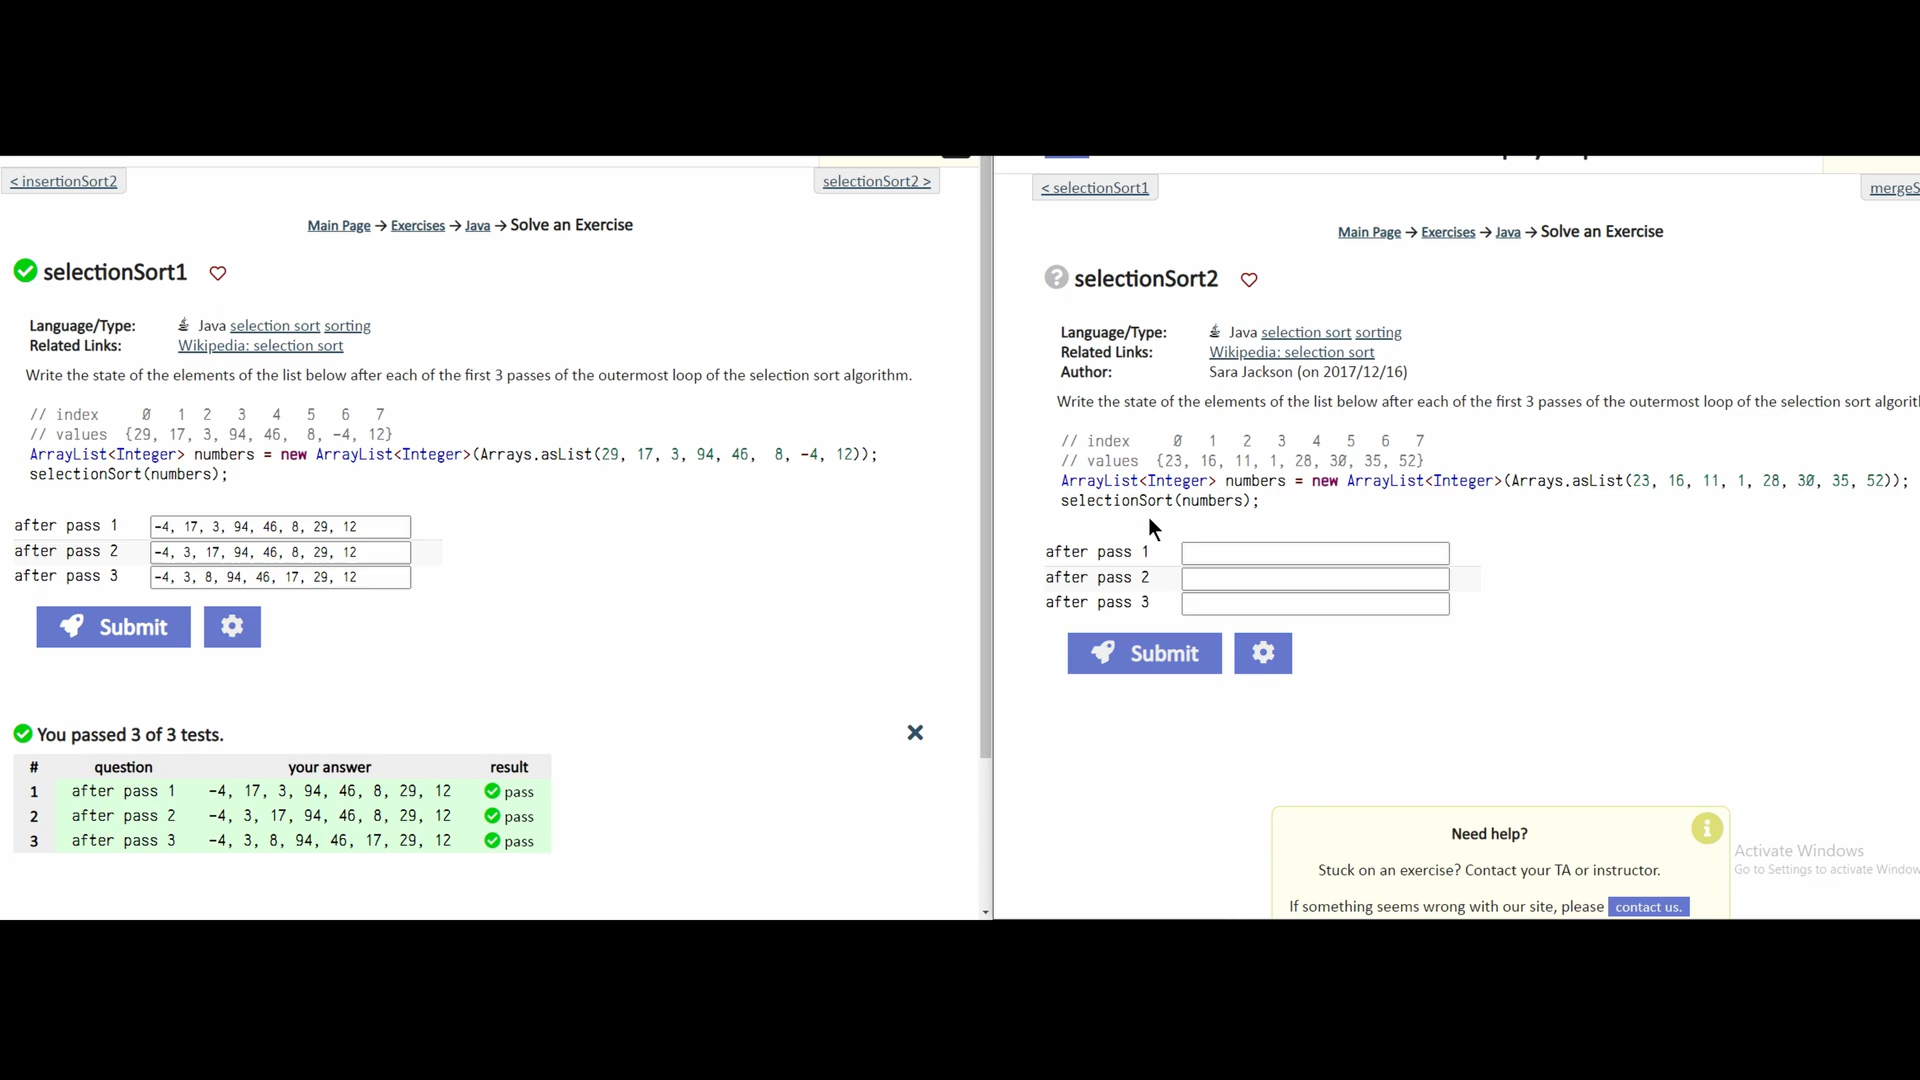 < insertionSort2
selectionSort2 >
Main Page → Exercises → Java → Solve an Exercise
selectionSort1
Language/Type: Java selection sort sorting
Related Links: Wikipedia: selection sort
Write the state of the elements of the list below after each of the first 3 passes of the outermost loop of the selection sort algorithm.
// index 0 1 2 3 4 5 6 7
// values {29, 17, 3, 94, 46, 8, -4, 12}
ArrayList<Integer> numbers = new ArrayList<Integer>(Arrays.asList(29, 17, 3, 94, 46, 8, -4, 12));
selectionSort(numbers);
after pass 1 -4, 17, 3, 94, 46, 8, 29, 12
after pass 2 -4, 3, 17, 94, 46, 8, 29, 12
after pass 3 -4, 3, 8, 94, 46, 17, 29, 12
Submit
You passed 3 of 3 tests.
# question your answer result
1 after pass 1 -4, 17, 3, 94, 46, 8, 29, 12 pass
2 after pass 2 -4, 3, 17, 94, 46, 8, 29, 12 pass
3 after pass 3 -4, 3, 8, 94, 46, 17, 29, 12 pass
< selectionSort1
mergeS
Main Page → Exercises → Java → Solve an Exercise
selectionSort2
Language/Type: Java selection sort sorting
Related Links: Wikipedia: selection sort
Author: Sara Jackson (on 2017/12/16)
Write the state of the elements of the list below after each of the first 3 passes of the outermost loop of the selection sort algorit
// index 0 1 2 3 4 5 6 7
// values {23, 16, 11, 1, 28, 30, 35, 52}
ArrayList<Integer> numbers = new ArrayList<Integer>(Arrays.asList(23, 16, 11, 1, 28, 30, 35, 52));
selectionSort(numbers);
after pass 1
after pass 2
after pass 3
Submit
Need help?
Stuck on an exercise? Contact your TA or instructor.
If something seems wrong with our site, please contact us.
Activate Windows
Go to Settings to activate Window